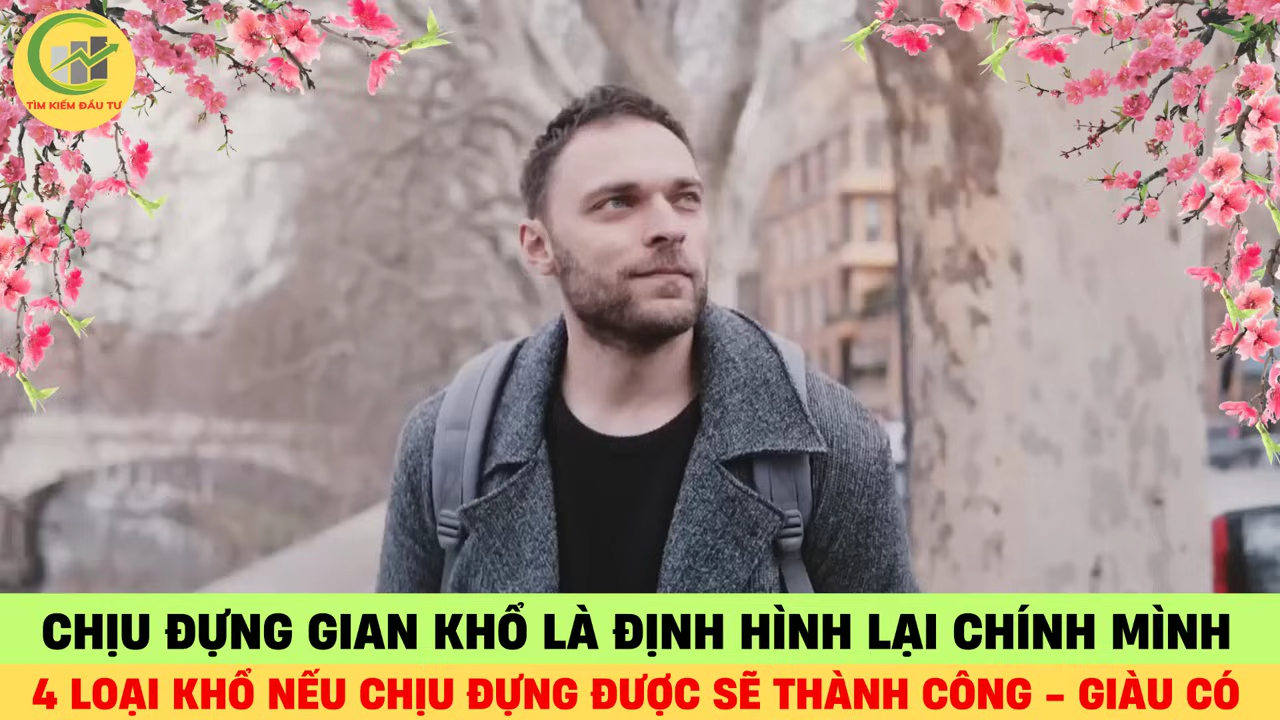 TÌM KIẾM ĐẦU TƯ
CHỊU ĐỰNG GIAN KHỔ LÀ ĐỊNH HÌNH LẠI CHÍNH MÌNH
4 LOẠI KHỔ NẾU CHỊU ĐỰNG ĐƯỢC SẼ THÀNH CÔNG – GIÀU CÓ